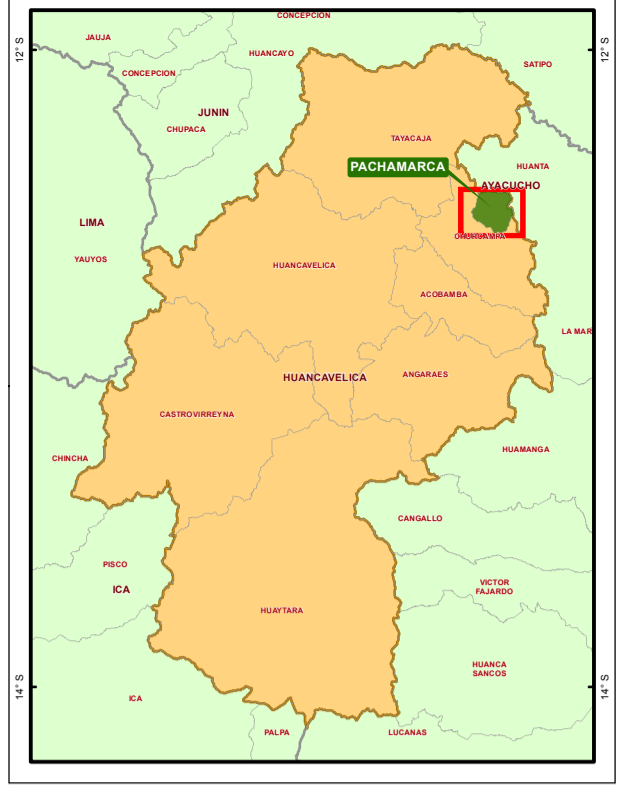 CONCEPCION
JAUJA
12° S
12° S
HUANCAYO
SATIPO
CONCEPCION
JUNIN
CHUPACA
TAYACAJA
PACHAMARCA
HUANTA
AYACUCHO
LIMA
YAUYOS
HUANCAVELICA
ACOBAMBA
LA MAR
HUANCAVELICA
ANGARAES
CASTROVIRREYNA
CHINCHA
HUAMANGA
CANGALLO
PISCO
ICA
VICTOR
FAJARDO
HUAYTARA
HUANCA
SANCOS
14° S
14° S
ICA
PALPA
LUCANAS